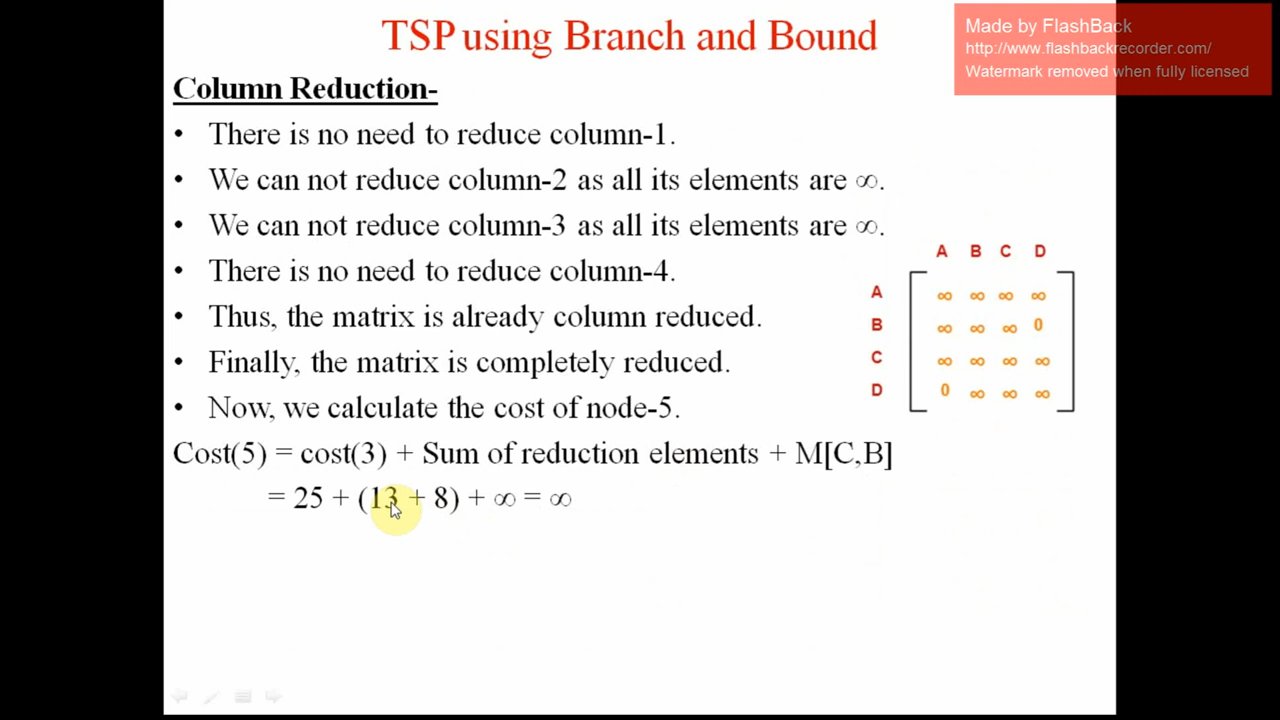 TSP using Branch and Bound
Made by FlashBack
http://www.flashbackrecorder.com/
Watermark removed when fully licensed
Column Reduction-
• There is no need to reduce column-1.
• We can not reduce column-2 as all its elements are ∞.
• We can not reduce column-3 as all its elements are ∞.
• There is no need to reduce column-4.
• Thus, the matrix is already column reduced.
• Finally, the matrix is completely reduced.
• Now, we calculate the cost of node-5.
Cost(5) = cost(3) + Sum of reduction elements + M[C,B]
= 25 + (13 + 8) + ∞ = ∞
A B C D
A ∞ ∞ ∞ ∞
B ∞ ∞ ∞ 0
C ∞ ∞ ∞ ∞
D 0 ∞ ∞ ∞